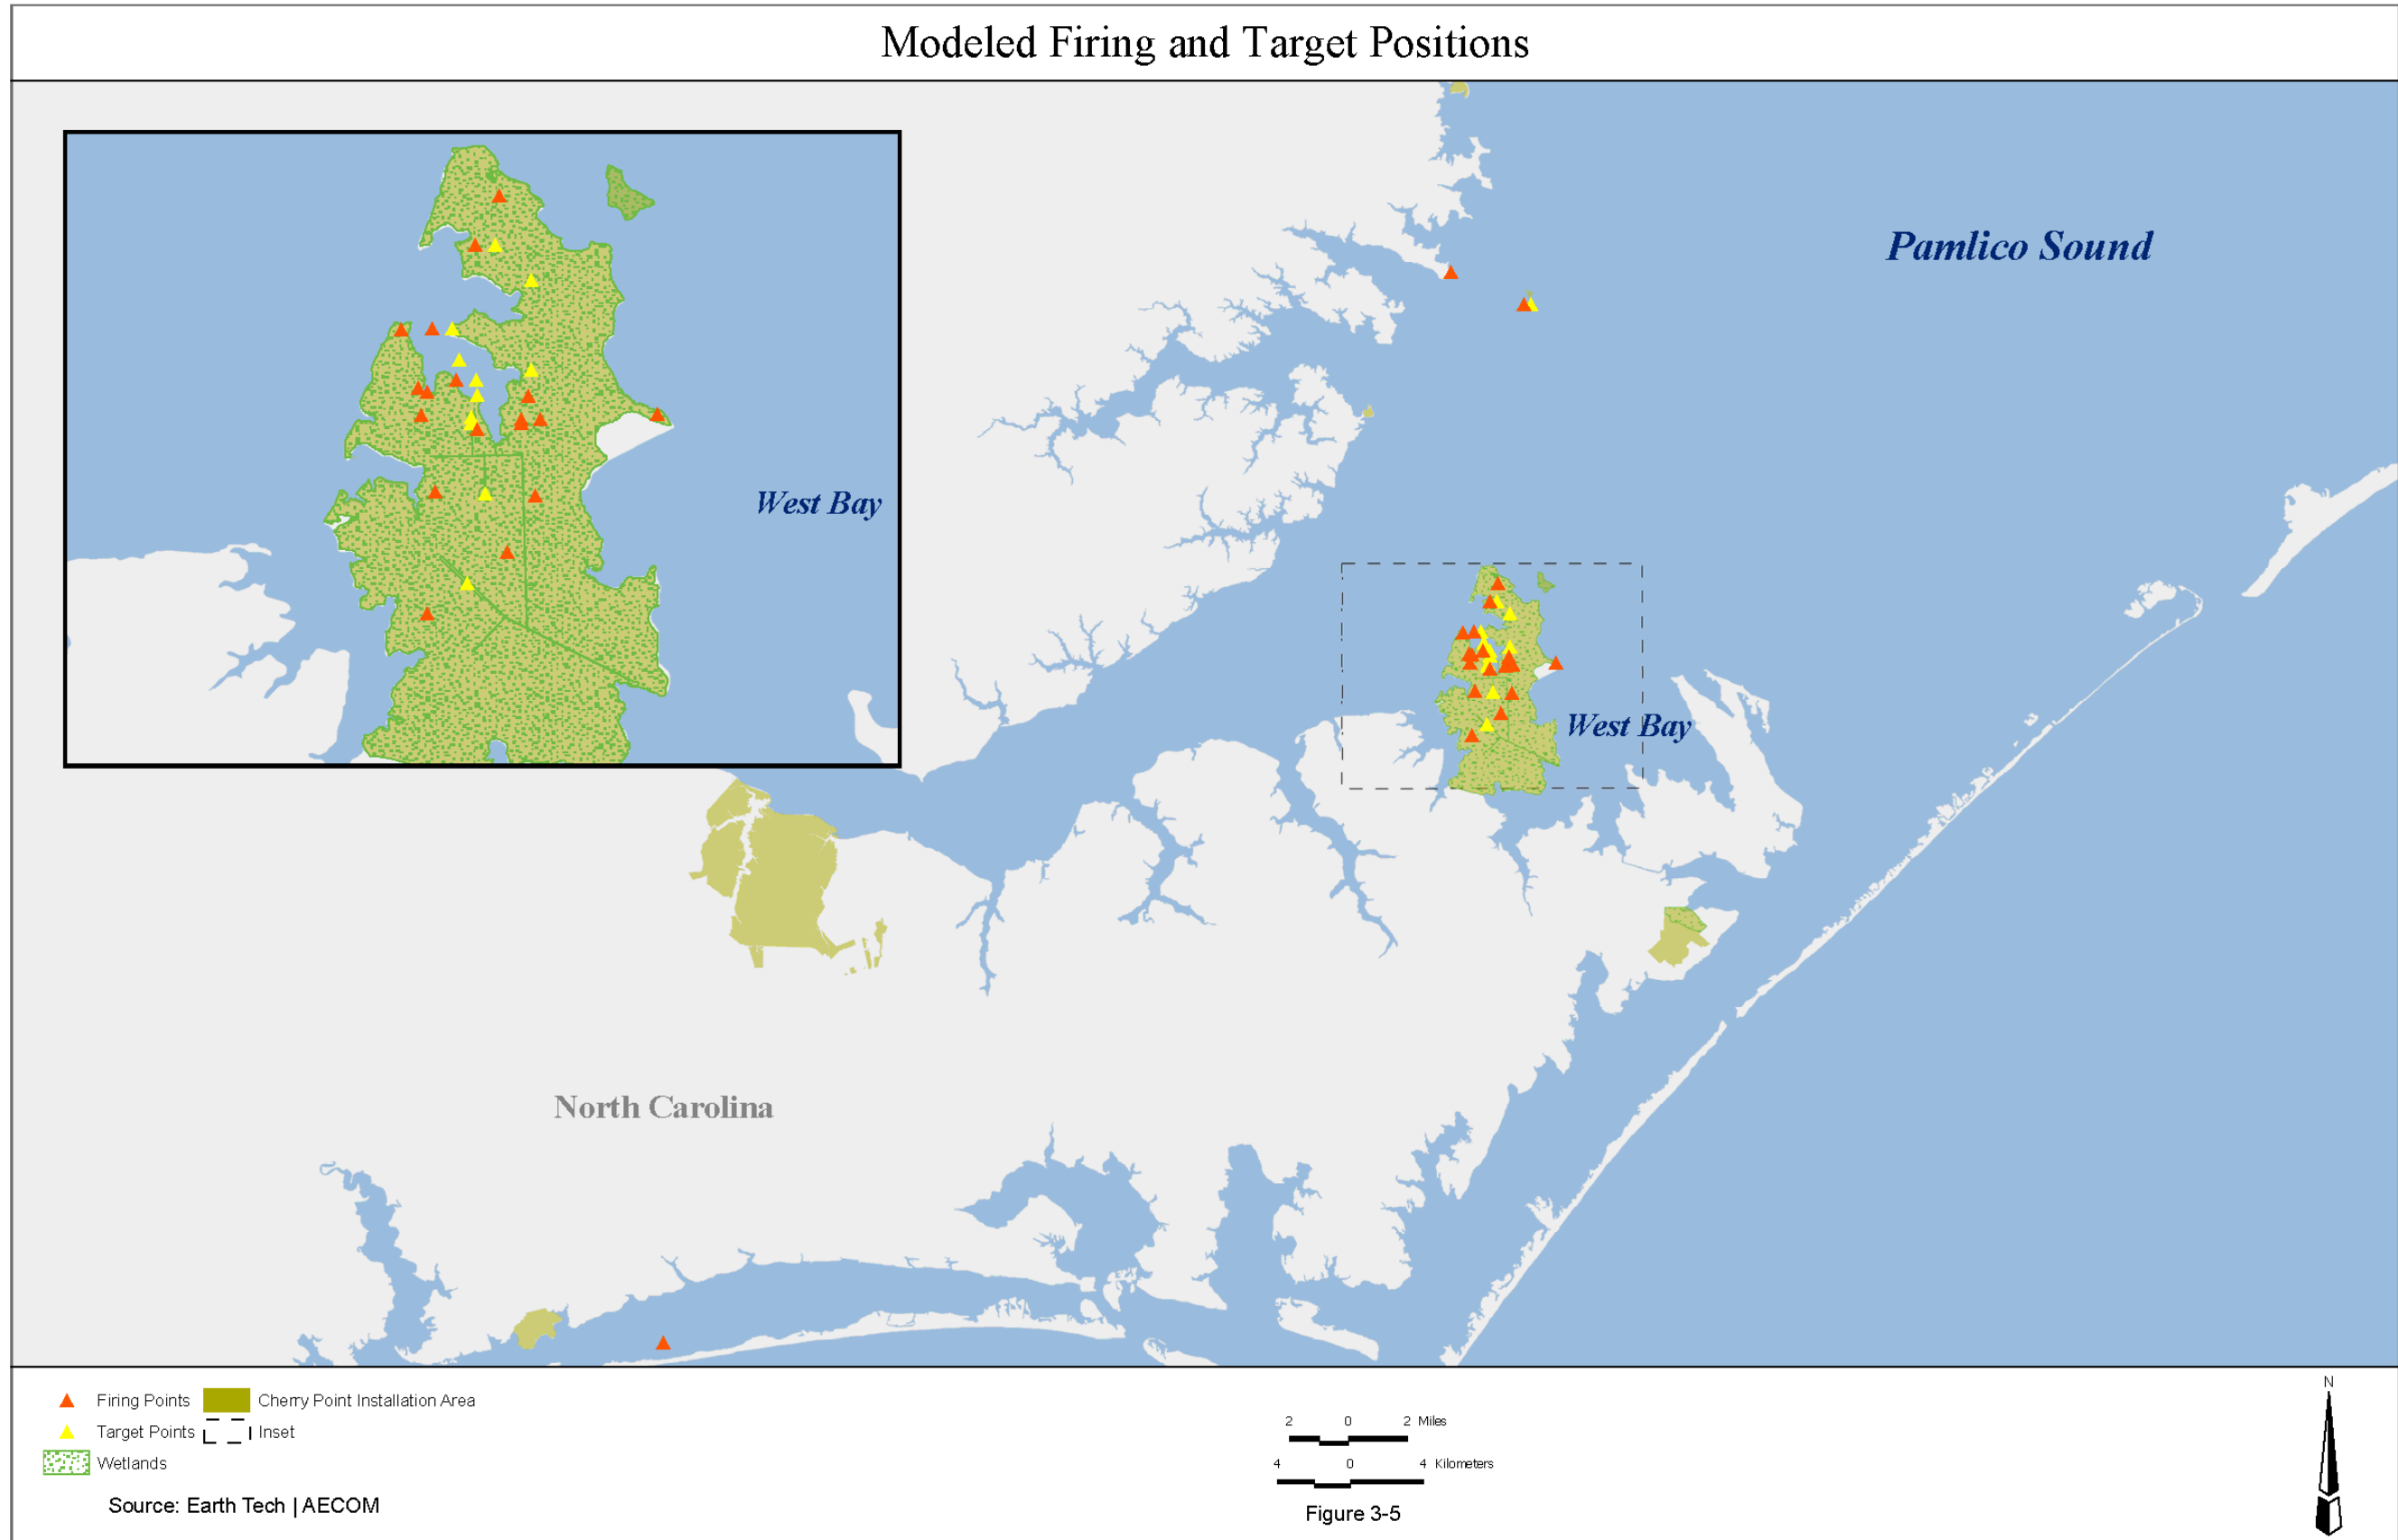 Modeled Firing and Target Positions
Pamlico Sound
West Bay
West Bay
North Carolina
Firing Points
Cherry Point Installation Area
Target Points
Inset
Wetlands
Source: Earth Tech | AECOM
2 0 2 Miles
4 0 4 Kilometers
Figure 3-5
N